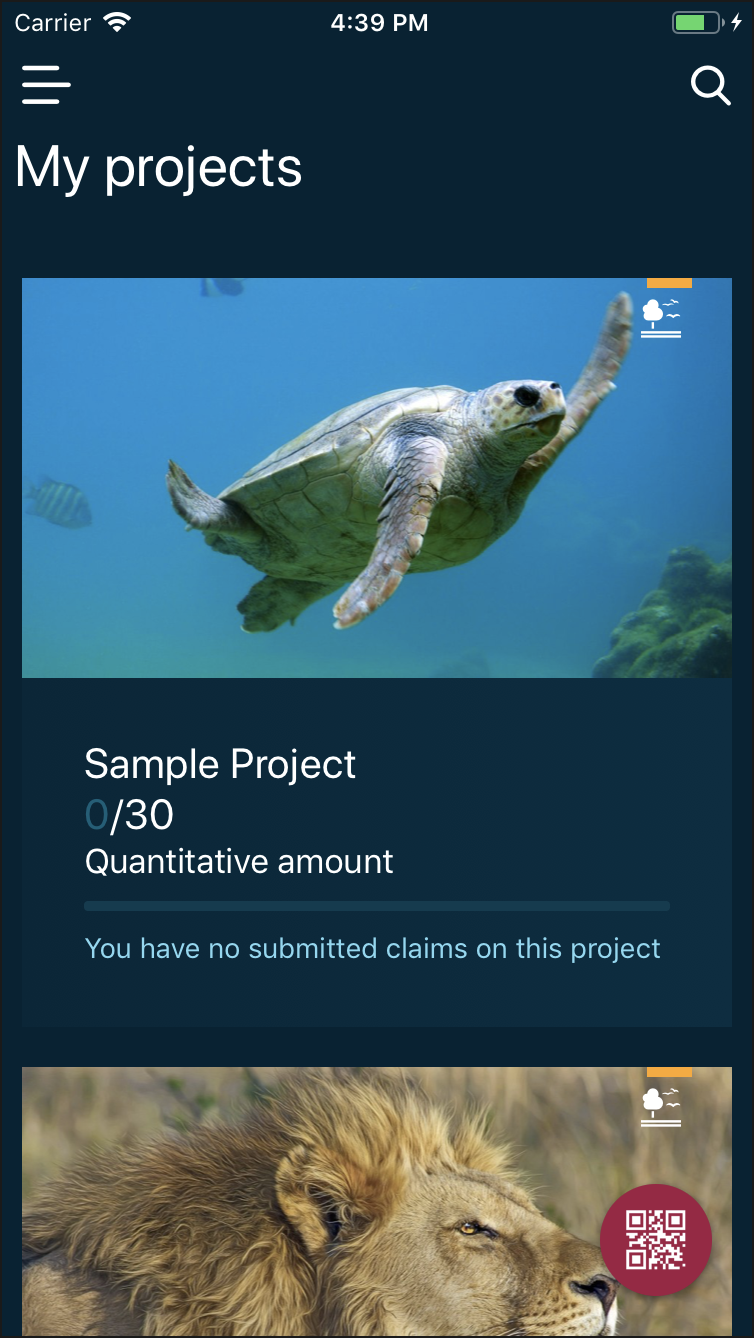 Carrier 4:39 PM
My projects
Sample Project
0/30
Quantitative amount
You have no submitted claims on this project